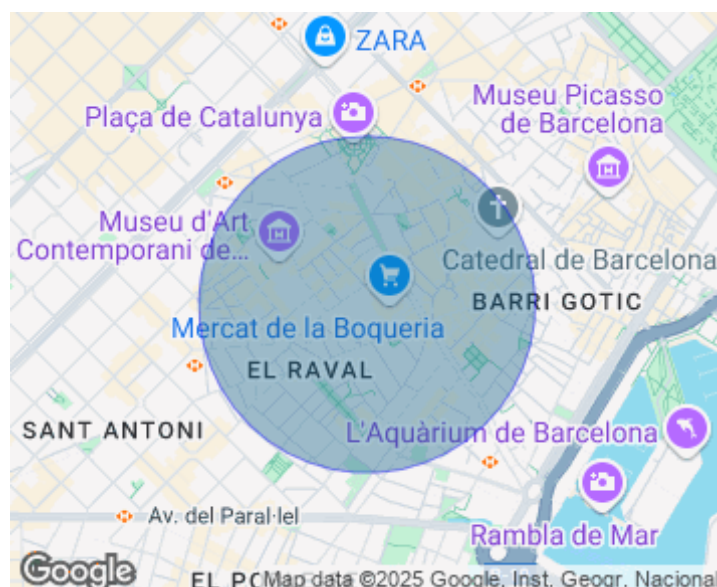 ZARA
Plaça de Catalunya
Museu Picasso
de Barcelona
Museu d'Art
Contemporani de...
Catedral de Barcelona
BARRI GOTIC
Mercat de la Boqueria
EL RAVAL
SANT ANTONI
L'Aquàrium de Barcelona
Av. del Paral·lel
Rambla de Mar
Google
EL
Map data ©2025 Google, Inst. Geogr. Nacional